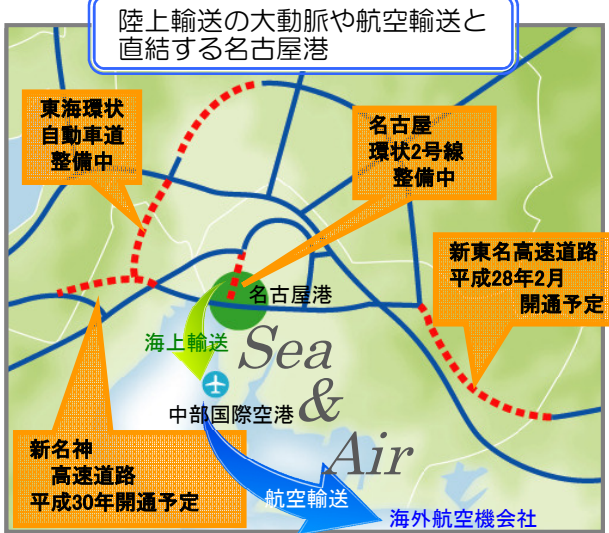 陸上輸送の大動脈や航空輸送と
直結する名古屋港
東海環状
自動車道
整備中
名古屋
環状2号線
整備中
新東名高速道路
平成28年2月
開通予定
名古屋港
海上輸送
Sea
&
Air
中部国際空港
新名神
高速道路
平成30年開通予定
航空輸送
海外航空機会社